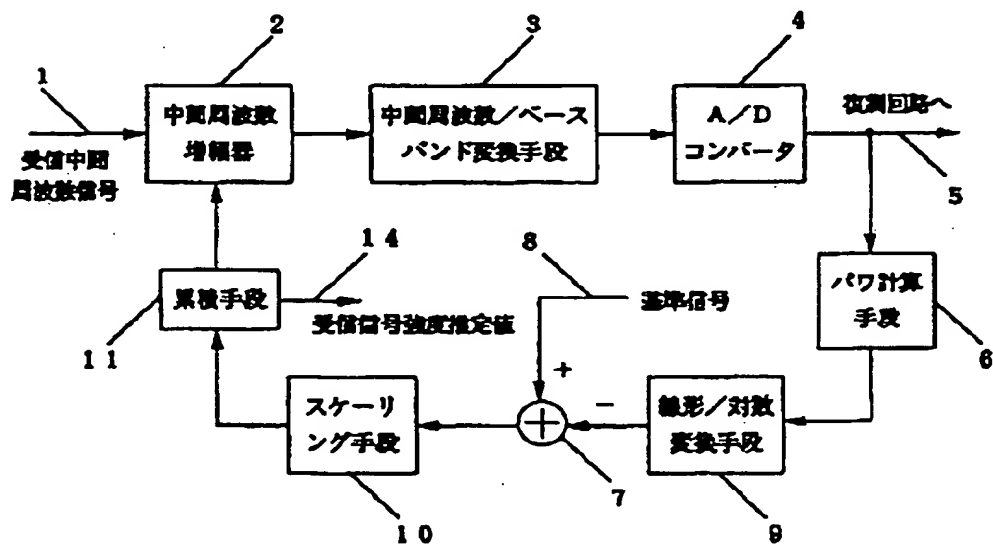 1
2
3
4
受信中間
周波数信号
中間周波数
増幅器
中間周波数／ベース
バンド変換手段
A／D
コンバータ
復調回路へ
5
パワ計算
手段
6
14
8
基準信号
累積手段
11
受信信号強度推定値
+
−
スケーリ
ング手段
10
7
線形／対数
変換手段
9